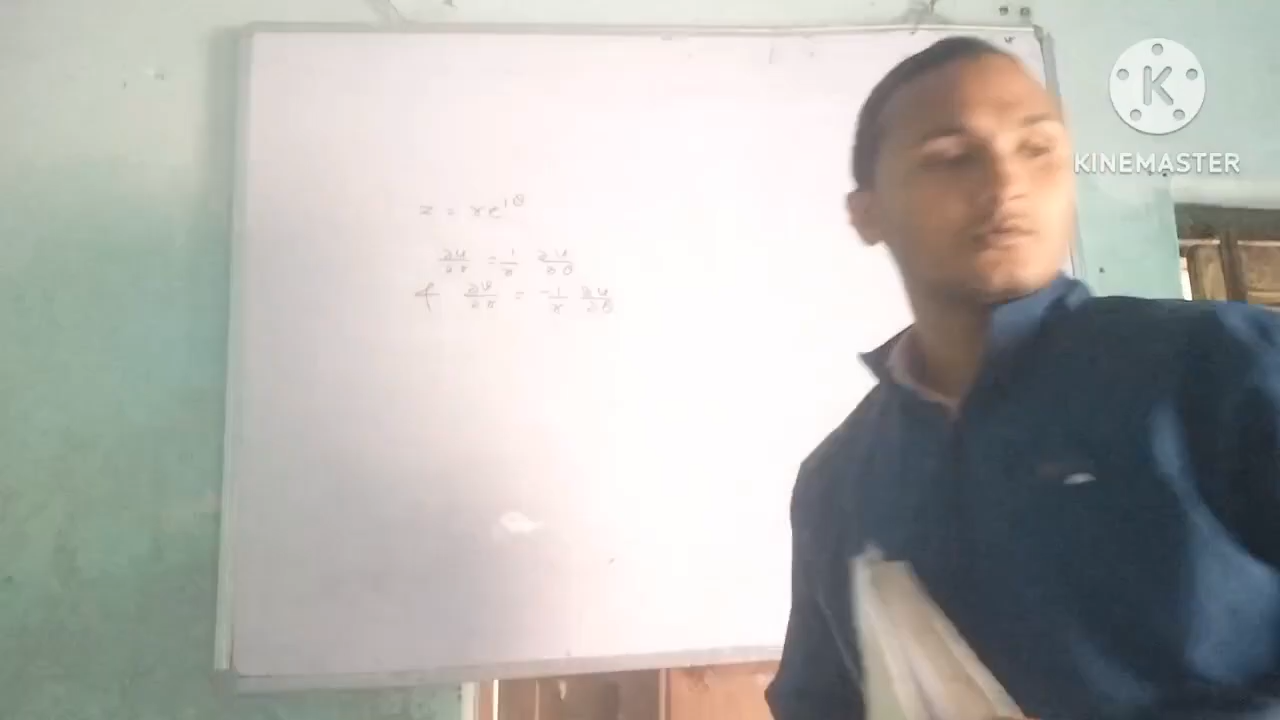 z = re^{iθ}
∂u/∂r = 1/r ∂v/∂θ
& ∂v/∂r = -1/r ∂u/∂θ
KINEMASTER